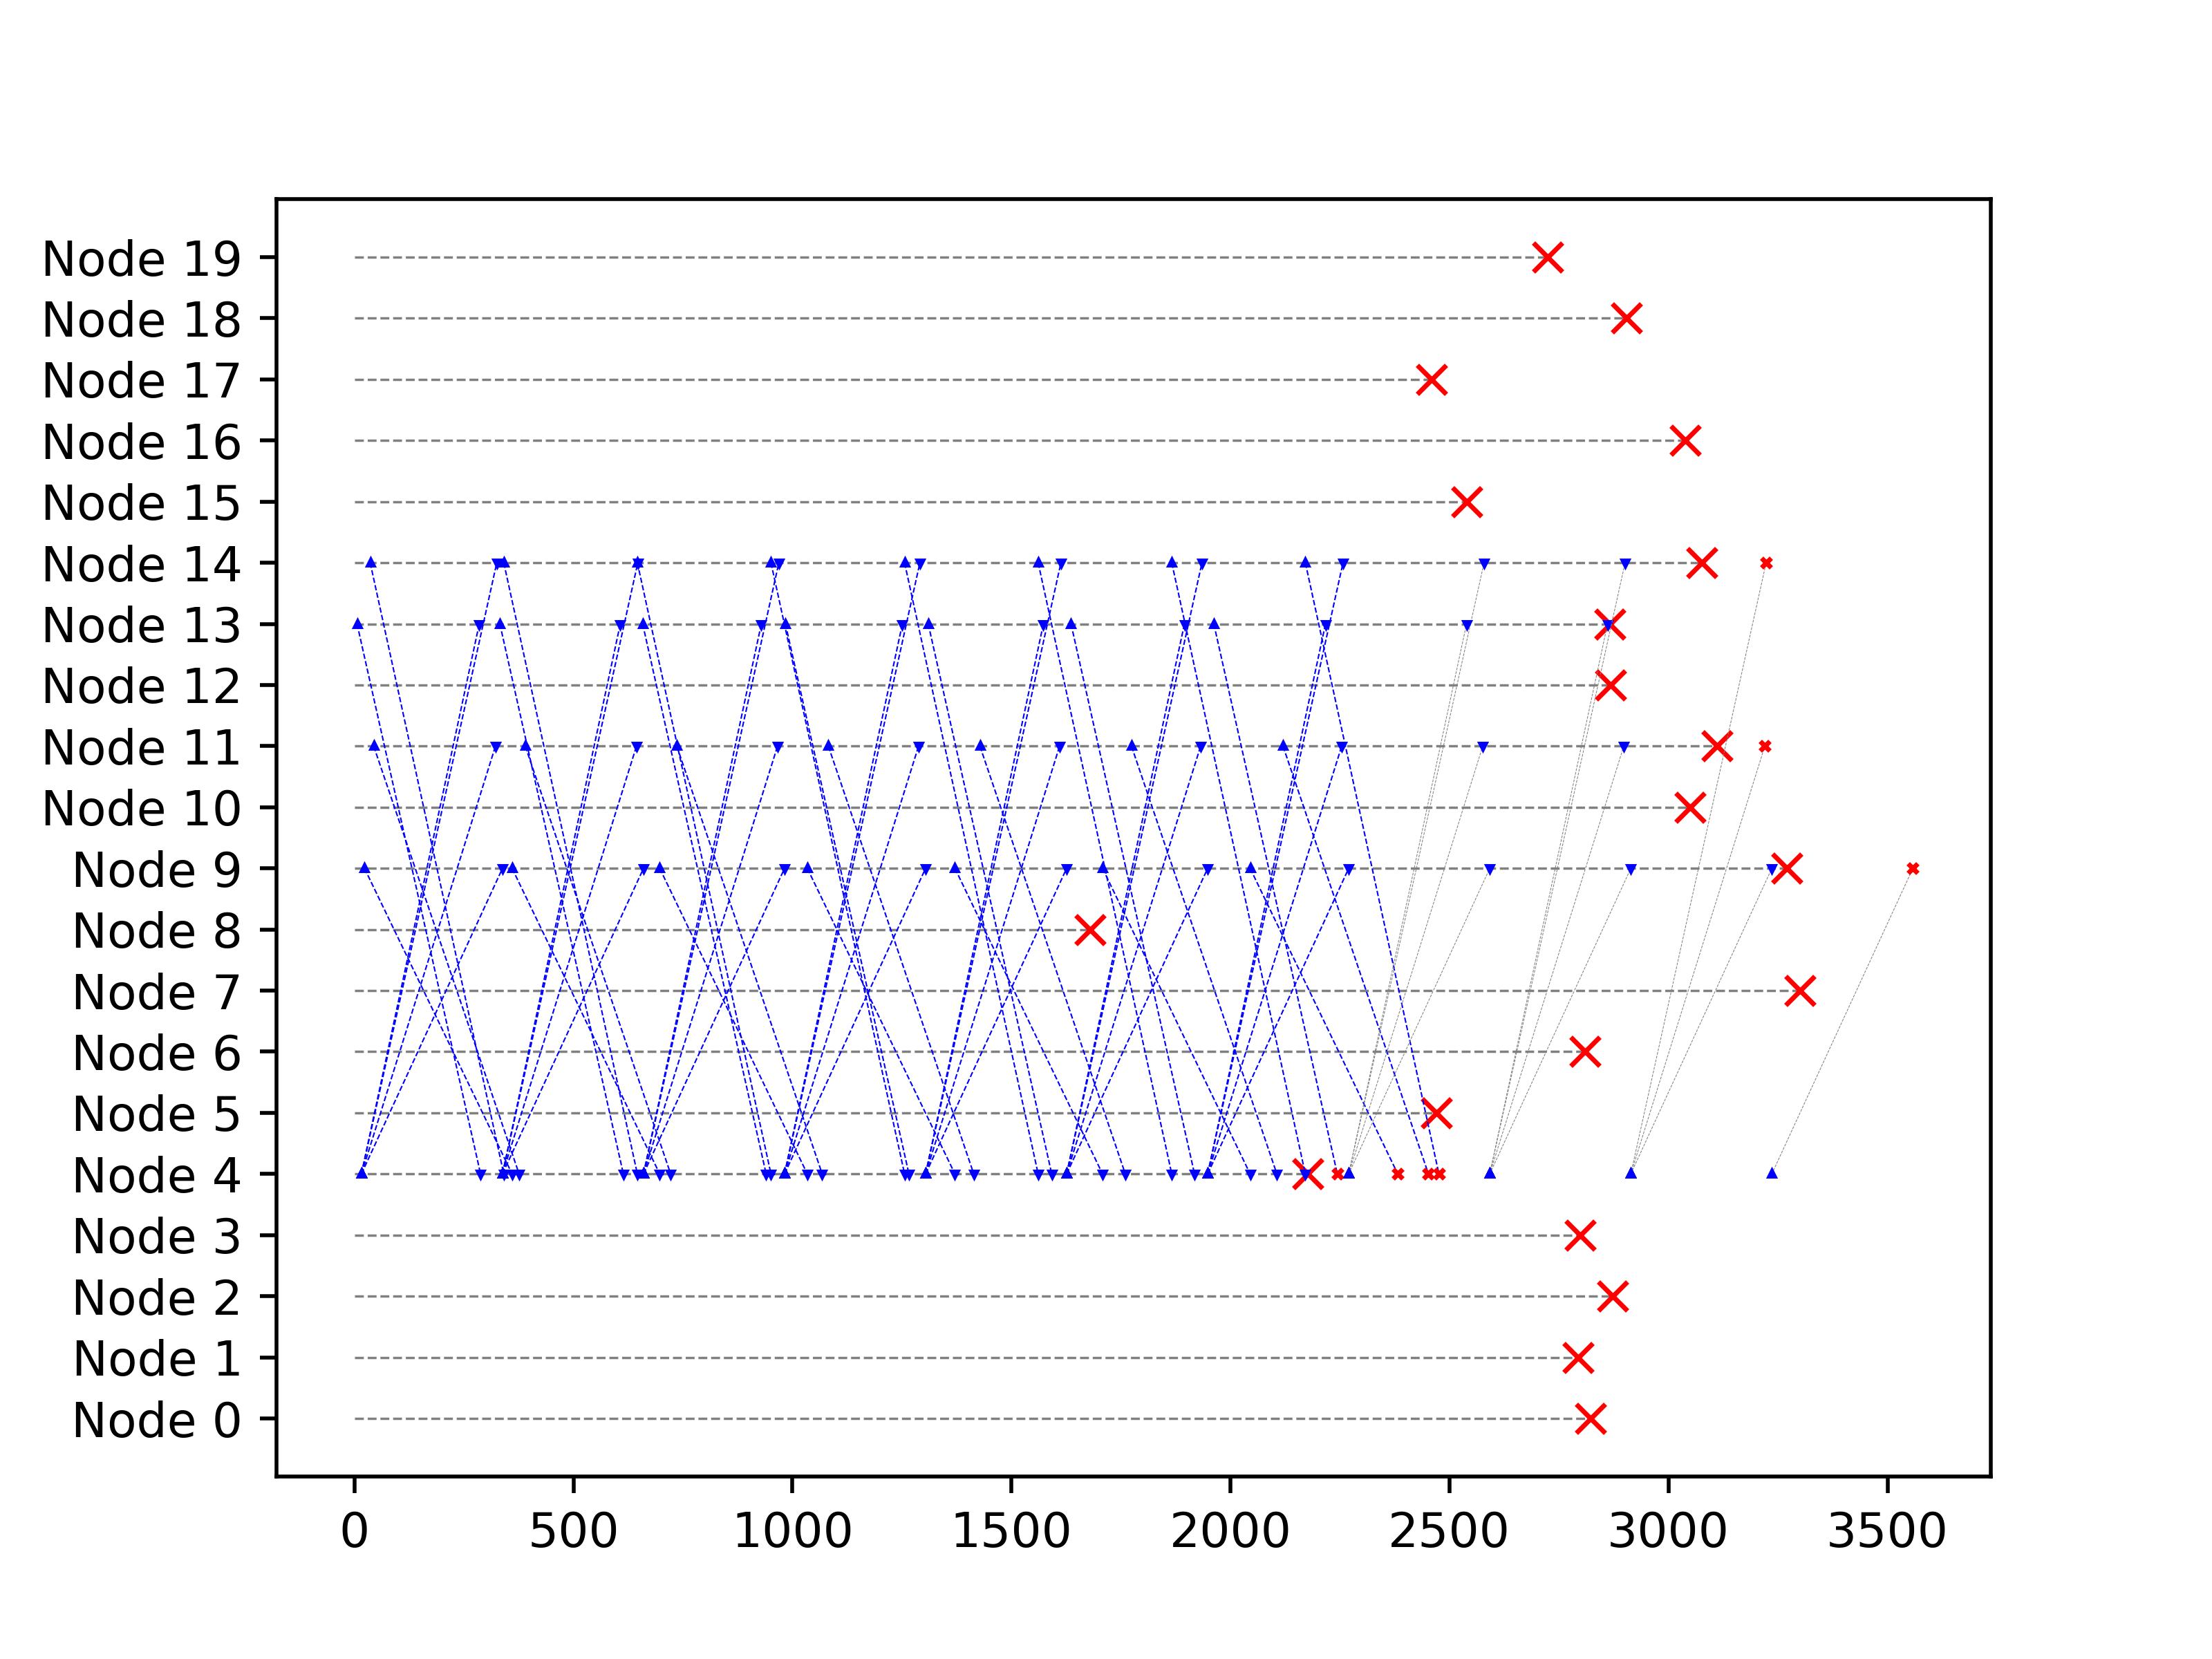 Node 19
Node 18
Node 17
Node 16
Node 15
Node 14
Node 13
Node 12
Node 11
Node 10
Node 9
Node 8
Node 7
Node 6
Node 5
Node 4
Node 3
Node 2
Node 1
Node 0
0 500 1000 1500 2000 2500 3000 3500